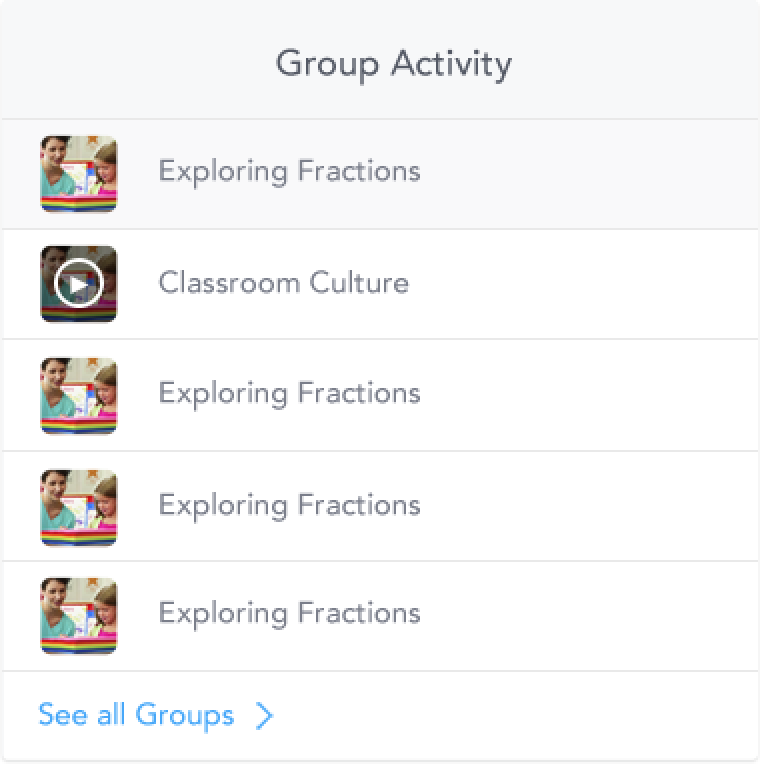 Group Activity
Exploring Fractions
Classroom Culture
Exploring Fractions
Exploring Fractions
Exploring Fractions
See all Groups